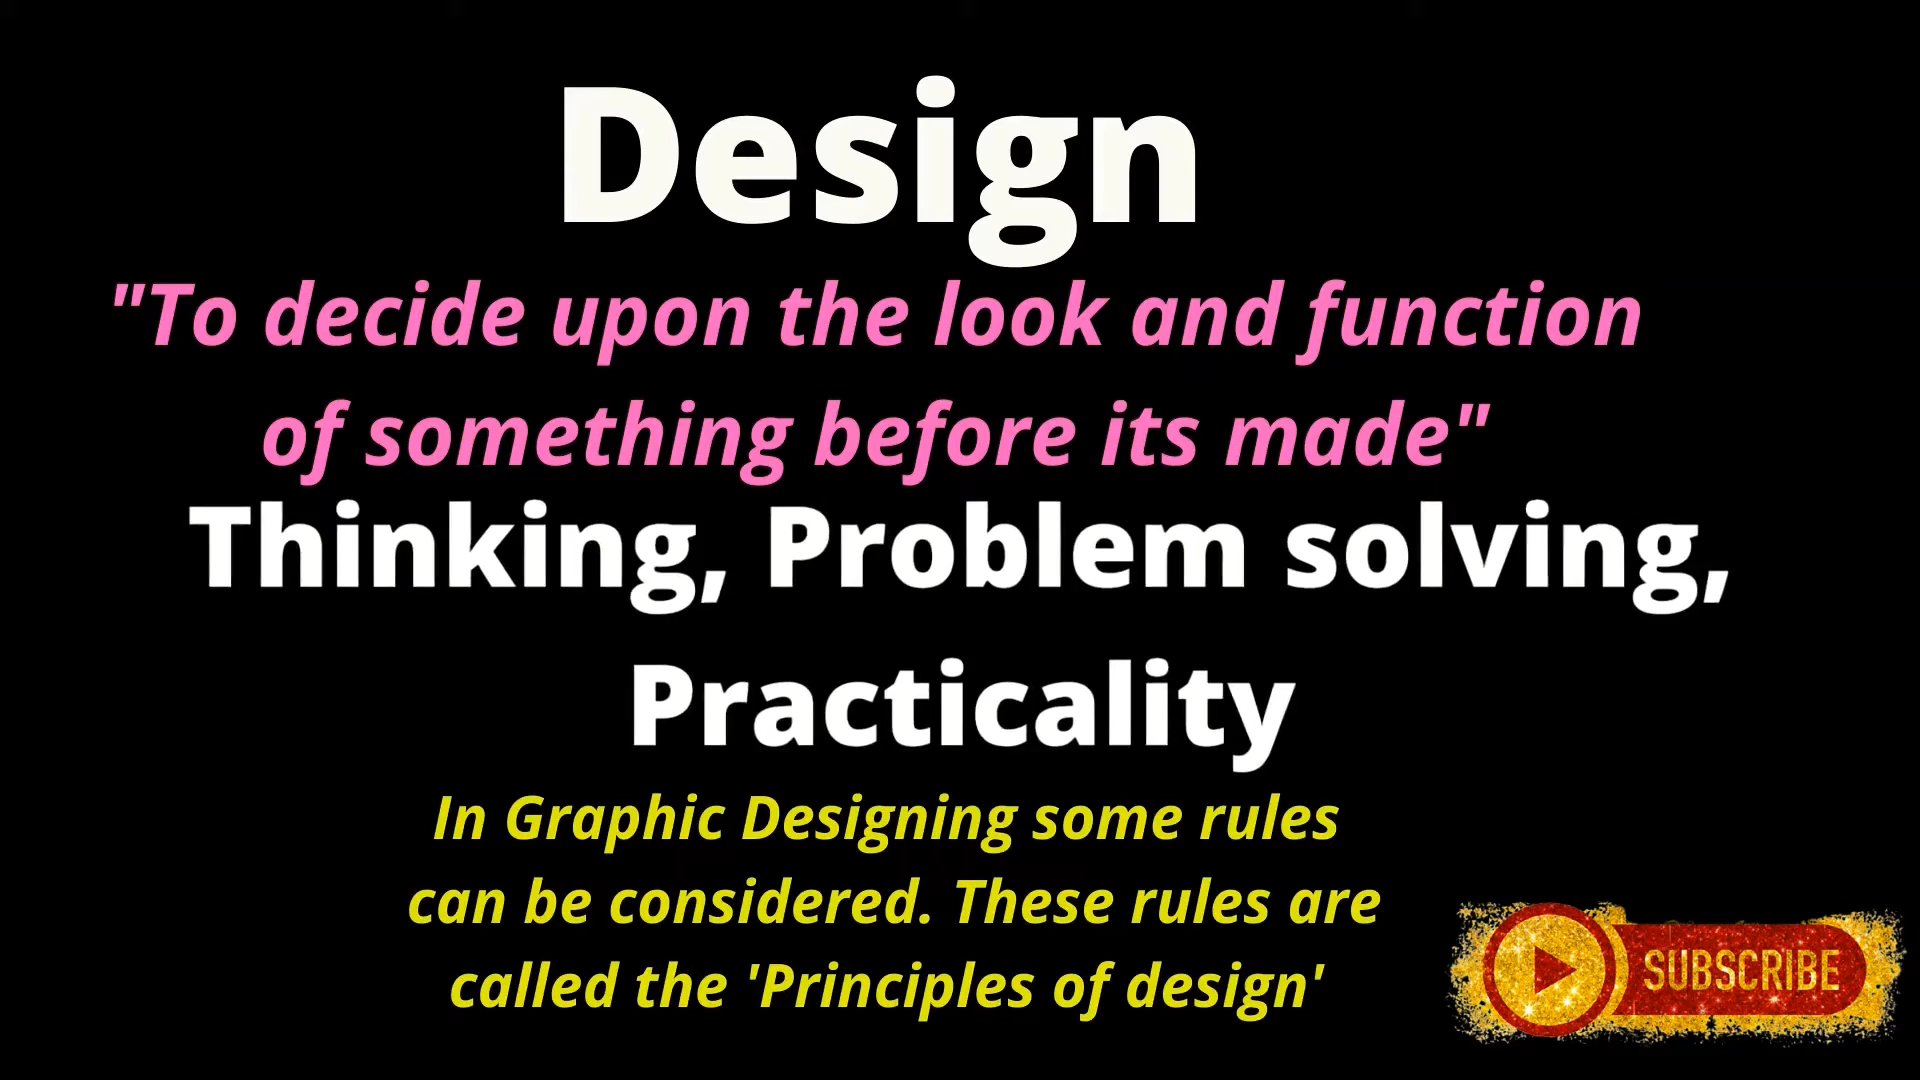 Design
"To decide upon the look and function
of something before its made"
Thinking, Problem solving,
Practicality
In Graphic Designing some rules
can be considered. These rules are
called the 'Principles of design'
SUBSCRIBE